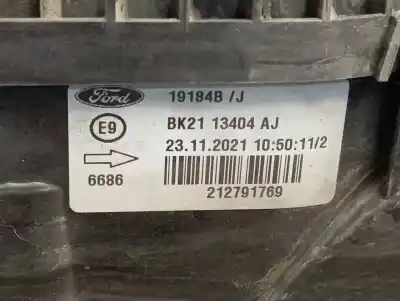 Ford 19184B /J
E9 BK21 13404 AJ
23.11.2021 10:50:11/2
6686
212791769